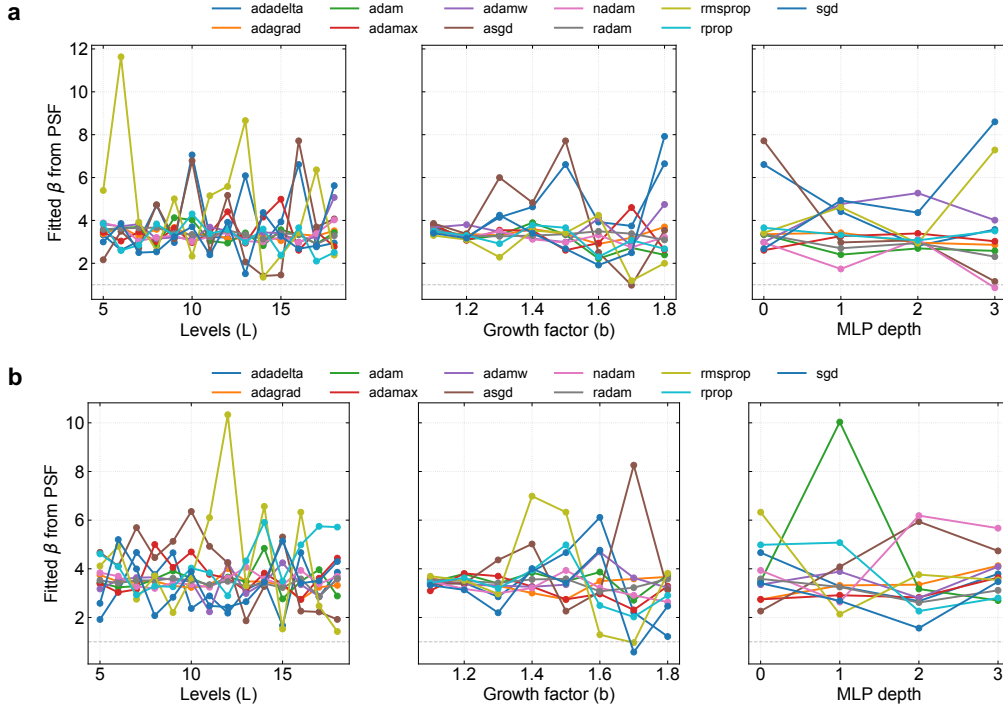 a
adadelta adam adamw nadam rmsprop sgd
adagrad adamax asgd radam rprop
12
10
8
6
4
2
Fitted β from PSF
5 10 15
Levels (L)
1.2 1.4 1.6 1.8
Growth factor (b)
0 1 2 3
MLP depth
b
adadelta adam adamw nadam rmsprop sgd
adagrad adamax asgd radam rprop
10
8
6
4
2
Fitted β from PSF
5 10 15
Levels (L)
1.2 1.4 1.6 1.8
Growth factor (b)
0 1 2 3
MLP depth